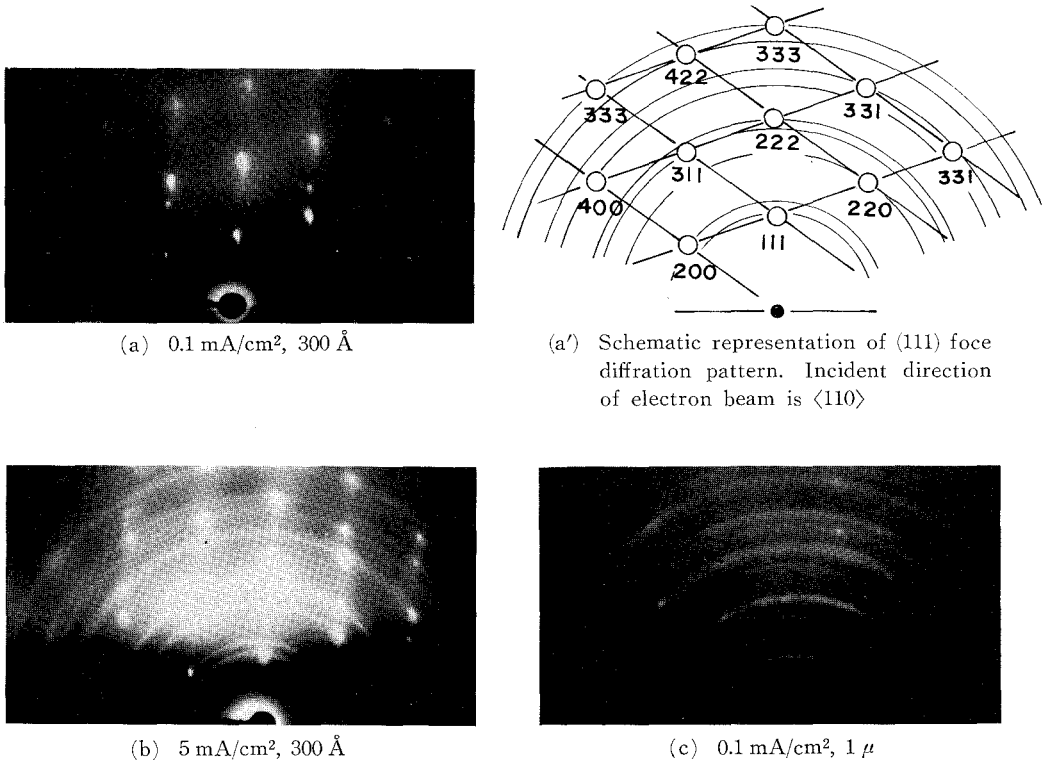 333
422
333
331
222
311
331
400
220
111
200
(a) 0.1 mA/cm², 300 Å
(a′) Schematic representation of (111) foce
diffration pattern. Incident direction
of electron beam is ⟨110⟩
(b) 5 mA/cm², 300 Å
(c) 0.1 mA/cm², 1 μ